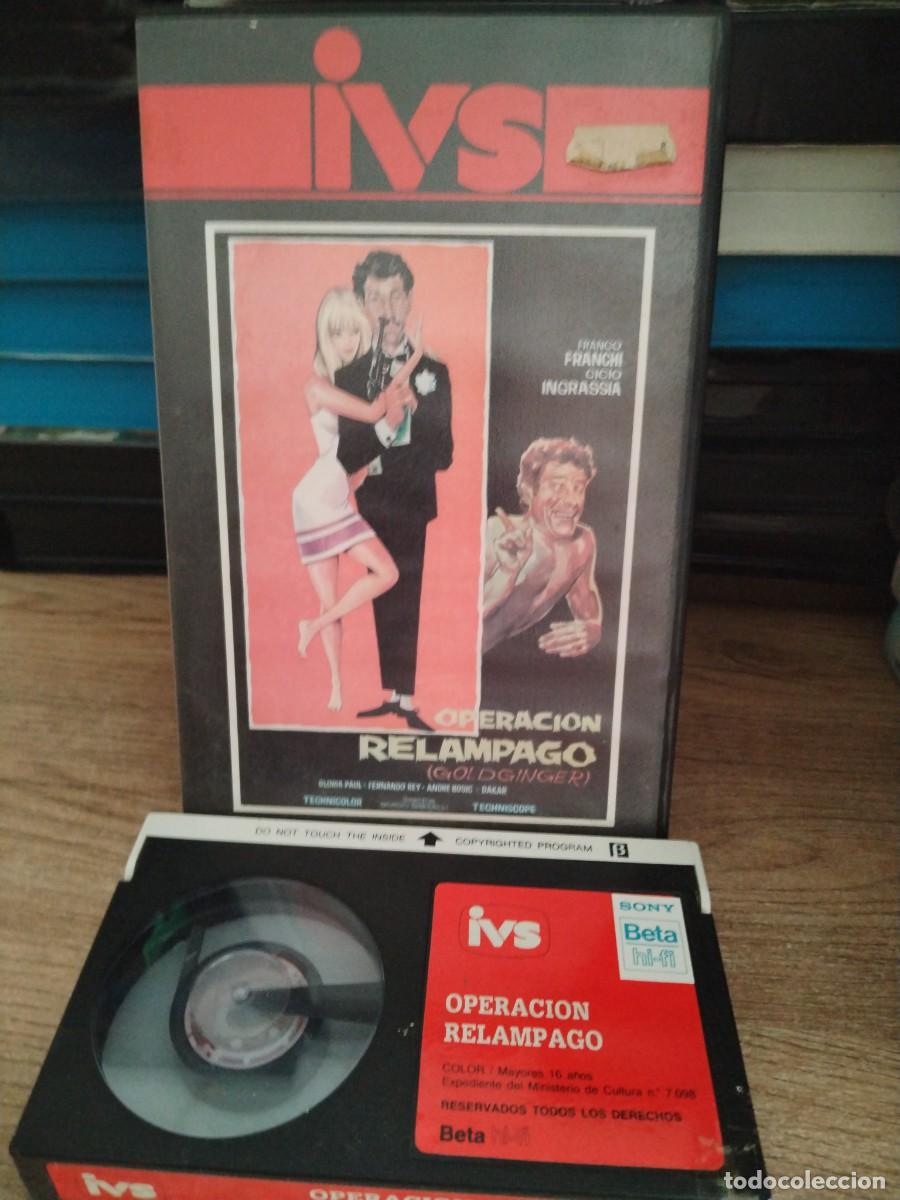 ivs
FRANCO
FRANCHI
CICIO
INGRASSIA
OPERACION
RELAMPAGO
(GOLDGINGER)
GLORIA PAUL - FERNANDO REY - ANDRE BOSIC - DAKAR
TECHNICOLOR
TECHNISCOPE
DO NOT TOUCH THE INSIDE
COPYRIGHTED PROGRAM
ivs
SONY
Beta
hi-fi
OPERACION
RELAMPAGO
COLOR / Mayores 16 años
Expediente del Ministerio de Cultura n.º 7.098
RESERVADOS TODOS LOS DERECHOS
Beta hi-fi
ivs
OPERACION
todocoleccion